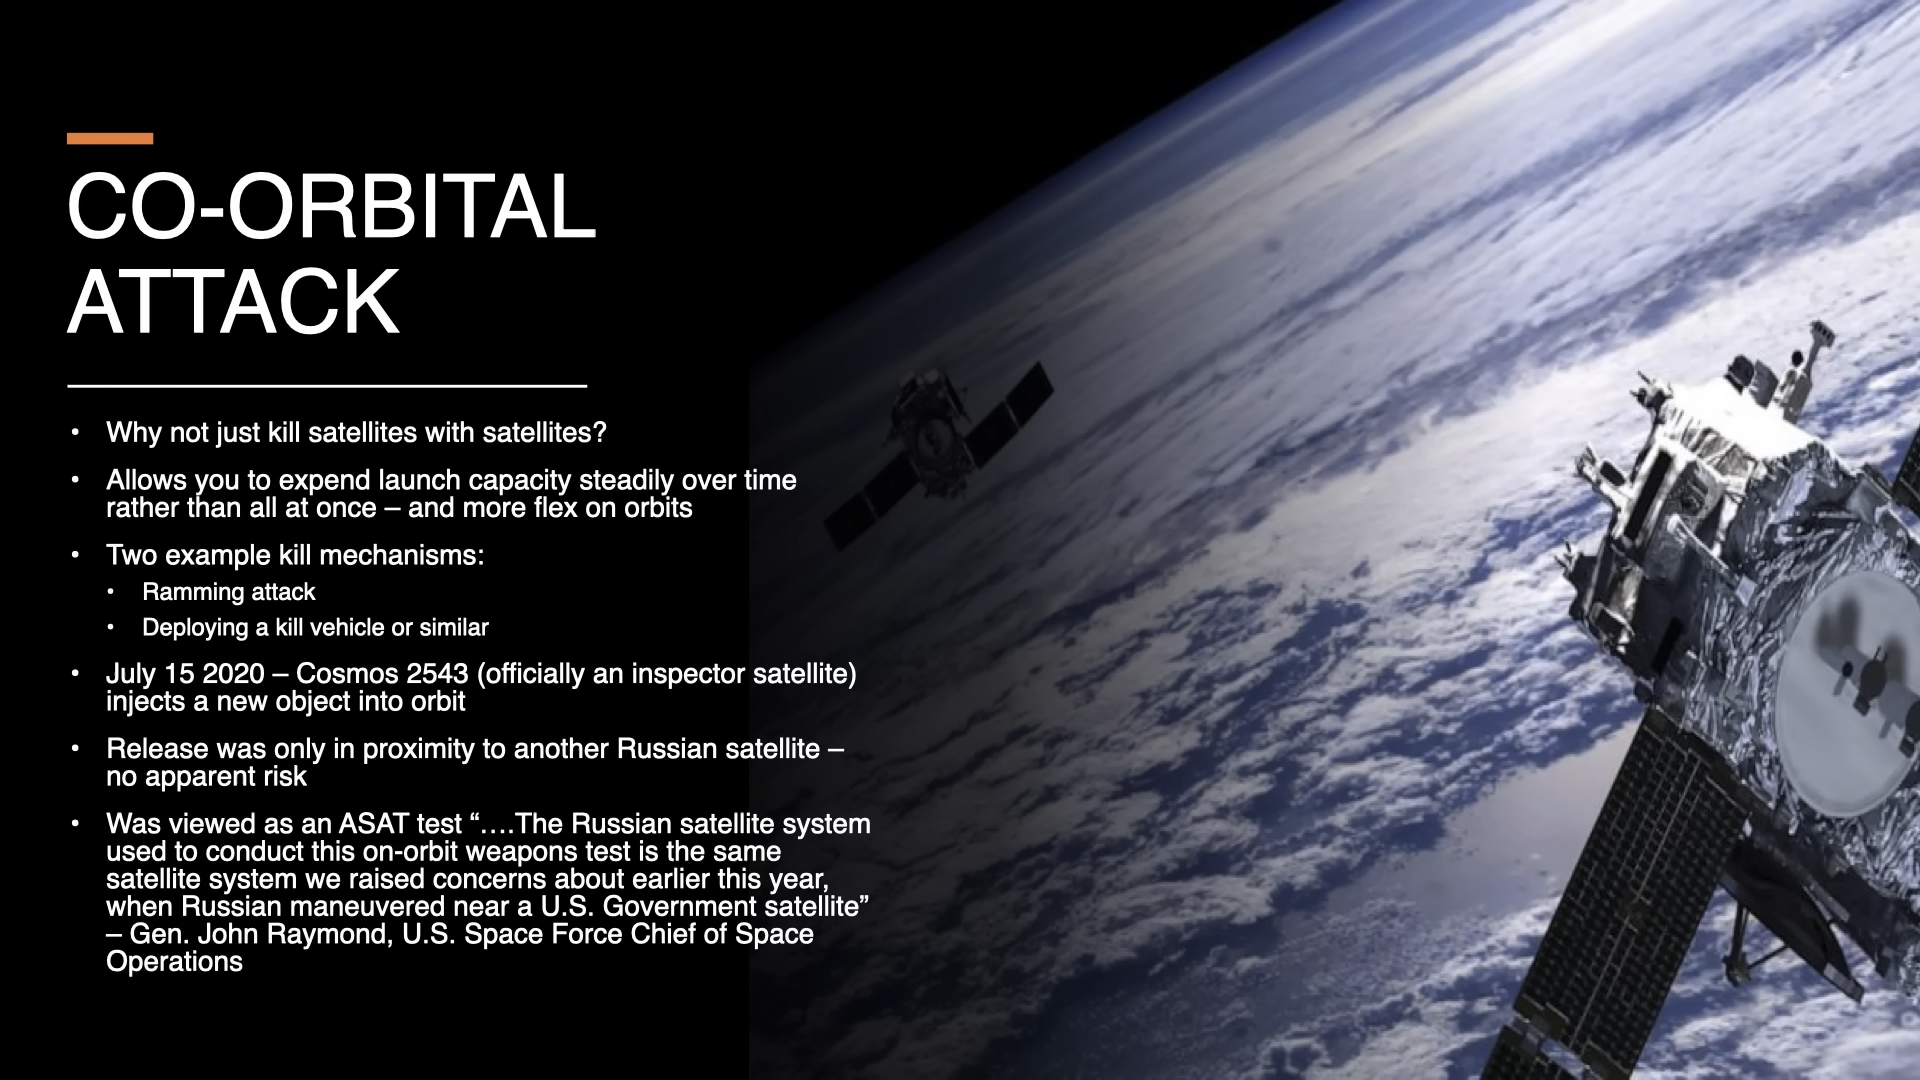 CO-ORBITAL
ATTACK
• Why not just kill satellites with satellites?
• Allows you to expend launch capacity steadily over time
rather than all at once – and more flex on orbits
• Two example kill mechanisms:
• Ramming attack
• Deploying a kill vehicle or similar
• July 15 2020 – Cosmos 2543 (officially an inspector satellite)
injects a new object into orbit
• Release was only in proximity to another Russian satellite –
no apparent risk
• Was viewed as an ASAT test “….The Russian satellite system
used to conduct this on-orbit weapons test is the same
satellite system we raised concerns about earlier this year,
when Russian maneuvered near a U.S. Government satellite”
– Gen. John Raymond, U.S. Space Force Chief of Space
Operations